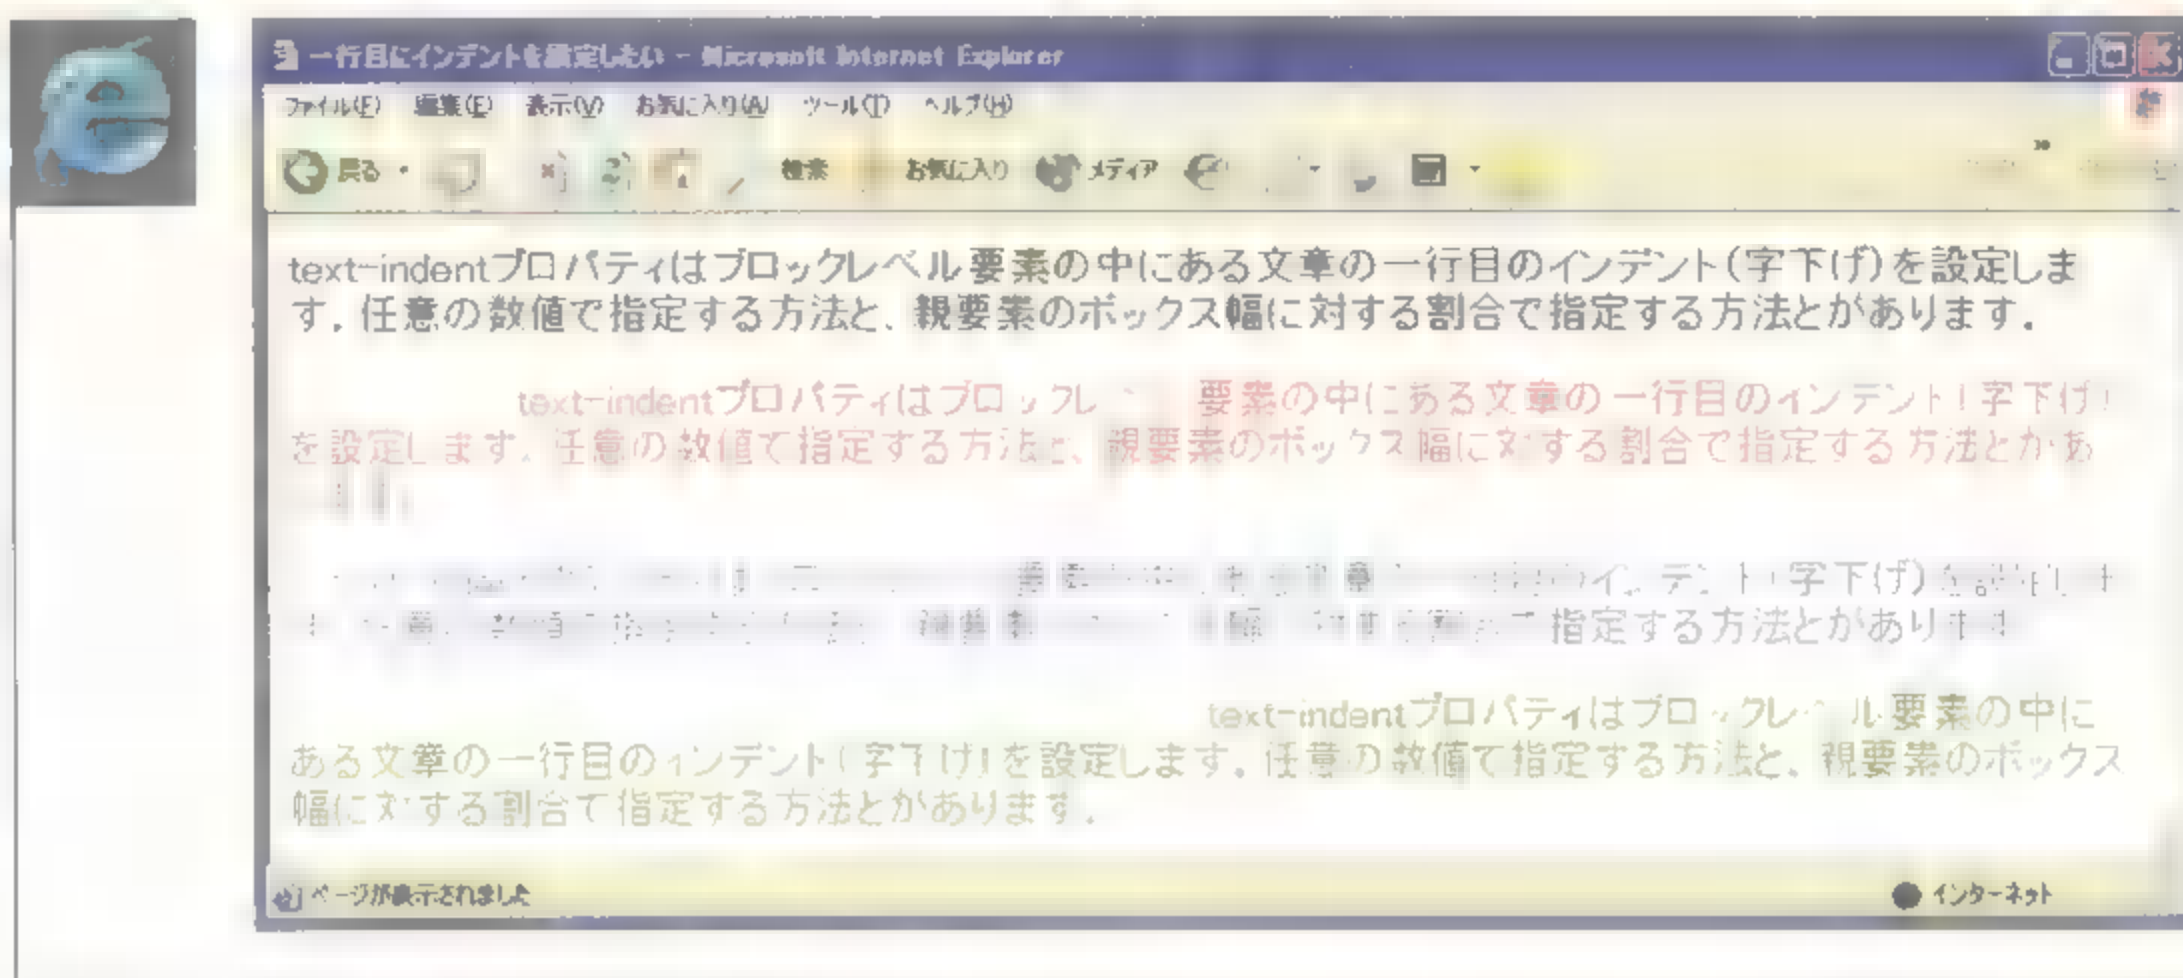 一行目にインデントを設定したい - Microsoft Internet Explorer
ファイル(F) 編集(E) 表示(V) お気に入り(A) ツール(T) ヘルプ(H)
戻る 検索 お気に入り メディア
text-indentプロパティはブロックレベル要素の中にある文章の一行目のインデント(字下げ)を設定しま
す。任意の数値で指定する方法と、親要素のボックス幅に対する割合で指定する方法とがあります。
text-indentプロパティはブロックレ 要素の中にある文章の一行目のインデント(字下げ)
を設定します。任意の数値で指定する方法と、親要素のボックス幅に対する割合で指定する方法とがあ
インデント(字下げ)
指定する方法とがあります
text-indentプロパティはブロックレベル要素の中に
ある文章の一行目のインデント(字下げ)を設定します。任意の数値で指定する方法と、親要素のボックス
幅に対する割合で指定する方法とがあります。
ページが表示されました インターネット